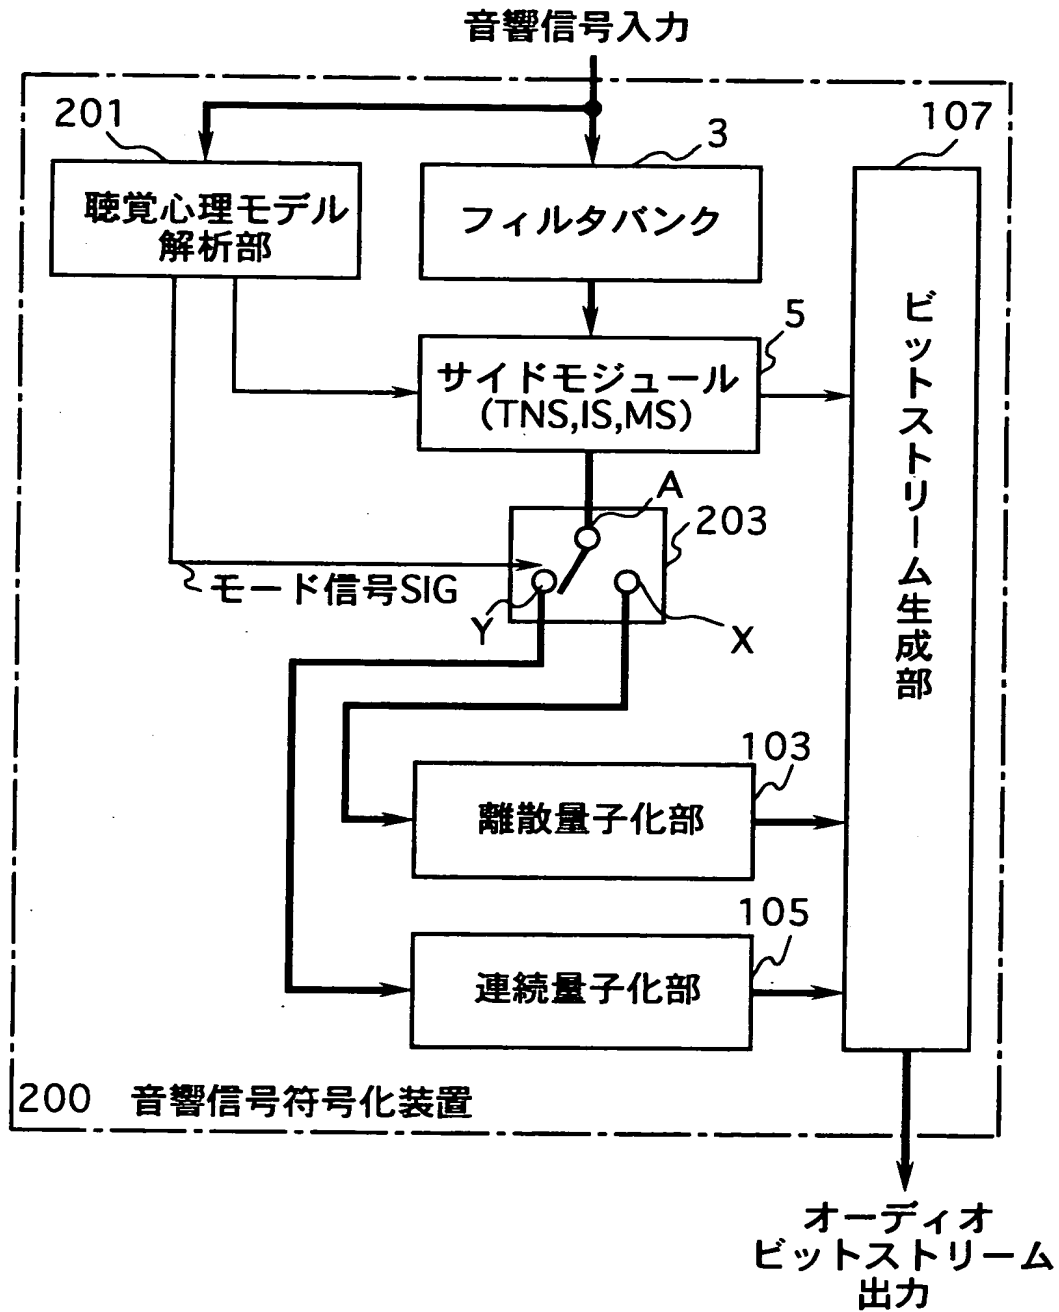 音響信号入力
201
3
107
聴覚心理モデル
解析部
フィルタバンク
5
サイドモジュール
(TNS,IS,MS)
ビットストリーム生成部
A
203
モード信号SIG
Y
X
103
離散量子化部
105
連続量子化部
200 音響信号符号化装置
オーディオ
ビットストリーム
出力